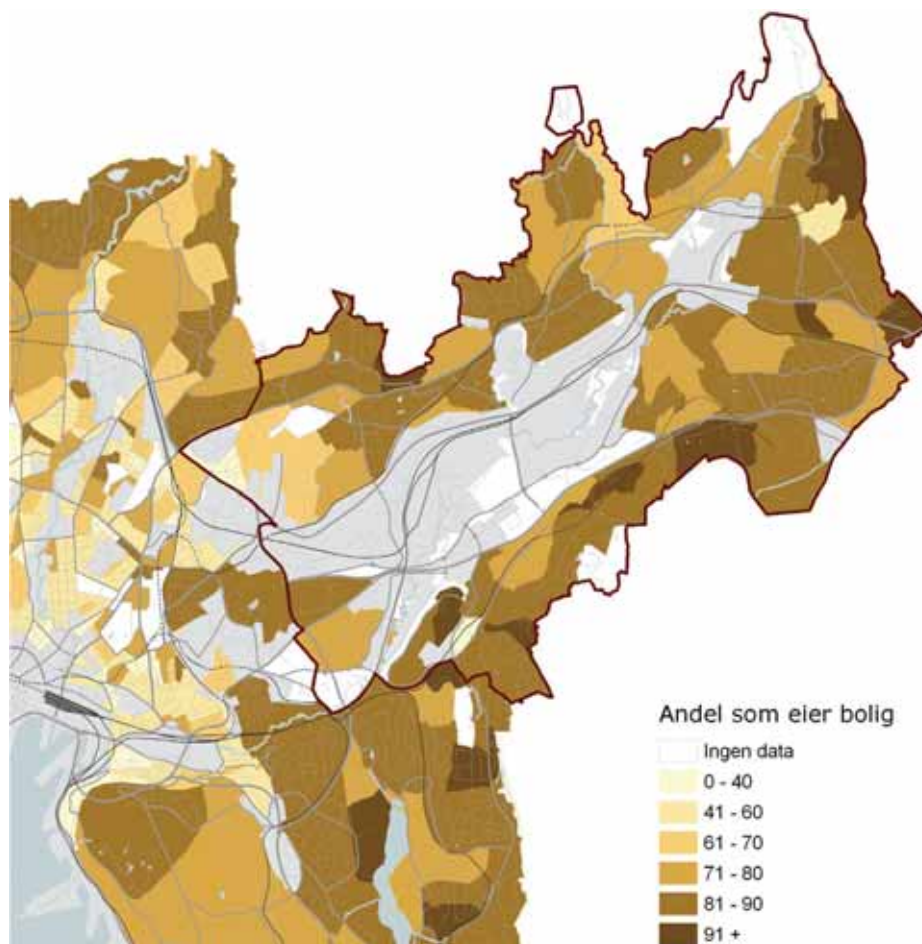 Andel som eier bolig
Ingen data
0 - 40
41 - 60
61 - 70
71 - 80
81 - 90
91 +